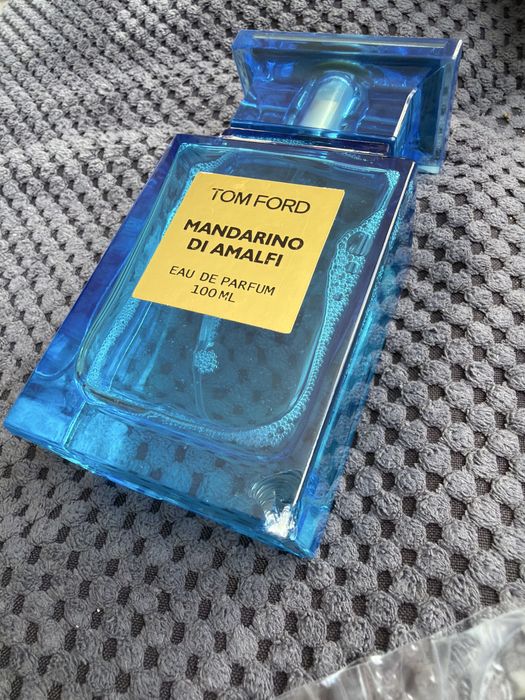 TOM FORD
MANDARINO
DI AMALFI
EAU DE PARFUM
100 ML